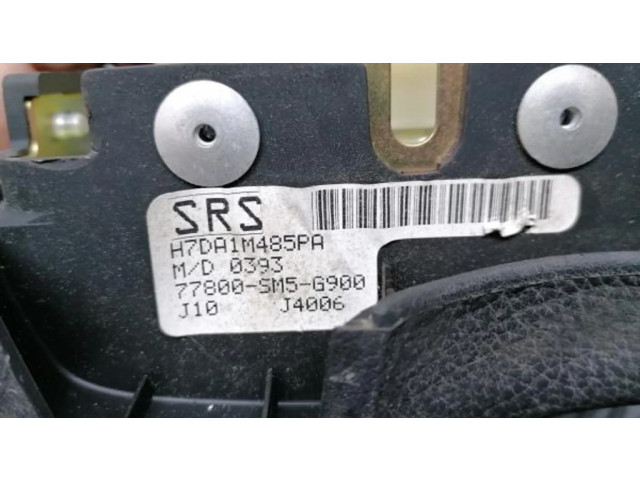 SRS
H7DA1M485PA
M/D 0393
77800-SM5-G900
J10 J4006